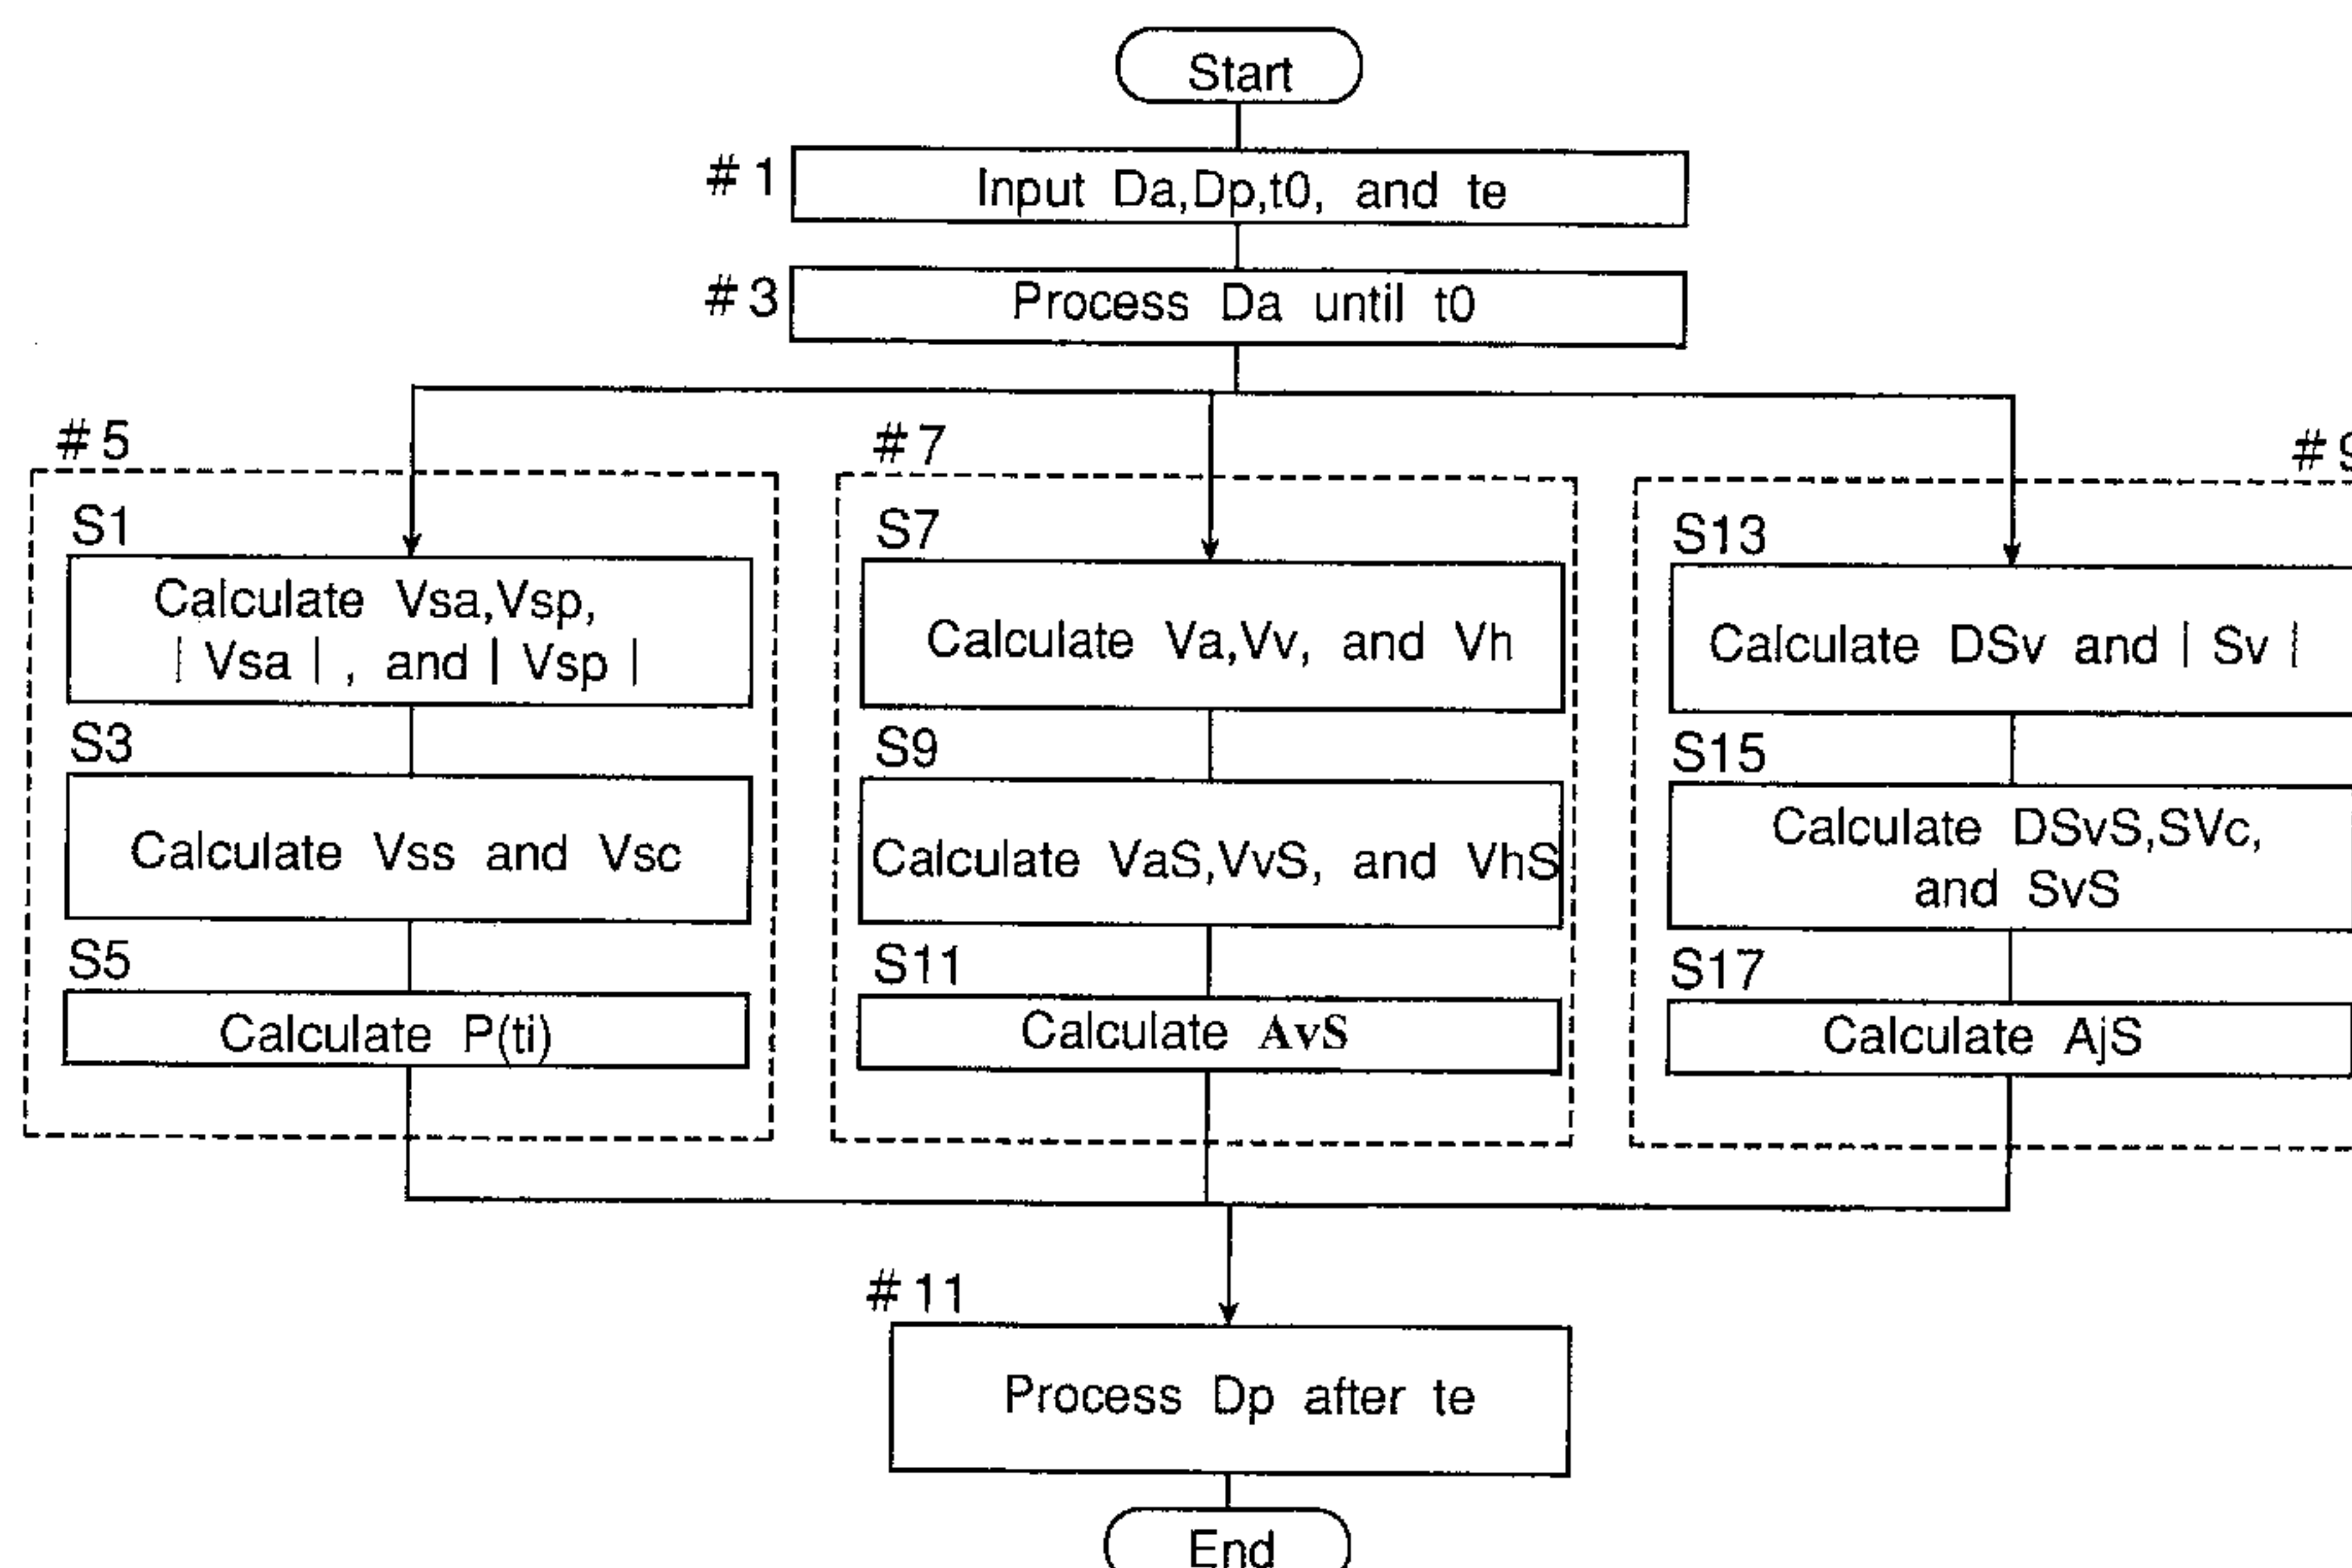 Start
#1
Input Da,Dp,t0, and te
#3
Process Da until t0
#5
S1
Calculate Vsa,Vsp,
| Vsa | , and | Vsp |
S3
Calculate Vss and Vsc
S5
Calculate P(ti)
#7
S7
Calculate Va,Vv, and Vh
S9
Calculate VaS,VvS, and VhS
S11
Calculate AvS
#9
S13
Calculate DSv and | Sv |
S15
Calculate DSvS,SVc,
and SvS
S17
Calculate AjS
#11
Process Dp after te
End